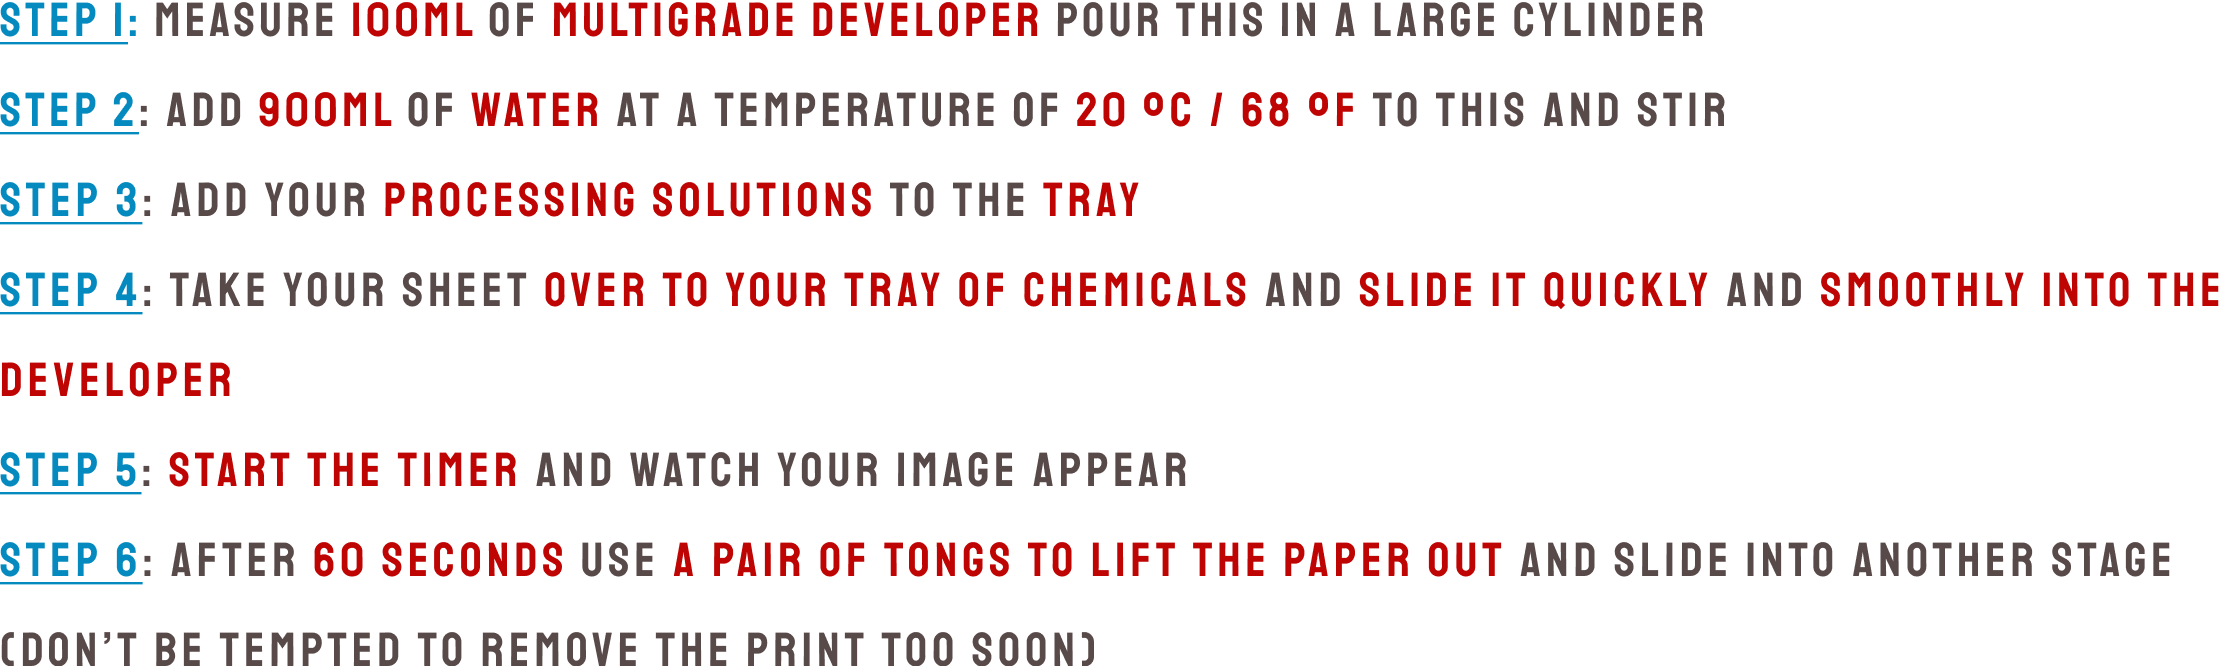 STEP 1: MEASURE 100ML OF MULTIGRADE DEVELOPER POUR THIS IN A LARGE CYLINDER
STEP 2: ADD 900ML OF WATER AT A TEMPERATURE OF 20 ºC / 68 ºF TO THIS AND STIR
STEP 3: ADD YOUR PROCESSING SOLUTIONS TO THE TRAY
STEP 4: TAKE YOUR SHEET OVER TO YOUR TRAY OF CHEMICALS AND SLIDE IT QUICKLY AND SMOOTHLY INTO THE
DEVELOPER
STEP 5: START THE TIMER AND WATCH YOUR IMAGE APPEAR
STEP 6: AFTER 60 SECONDS USE A PAIR OF TONGS TO LIFT THE PAPER OUT AND SLIDE INTO ANOTHER STAGE
(DON’T BE TEMPTED TO REMOVE THE PRINT TOO SOON)